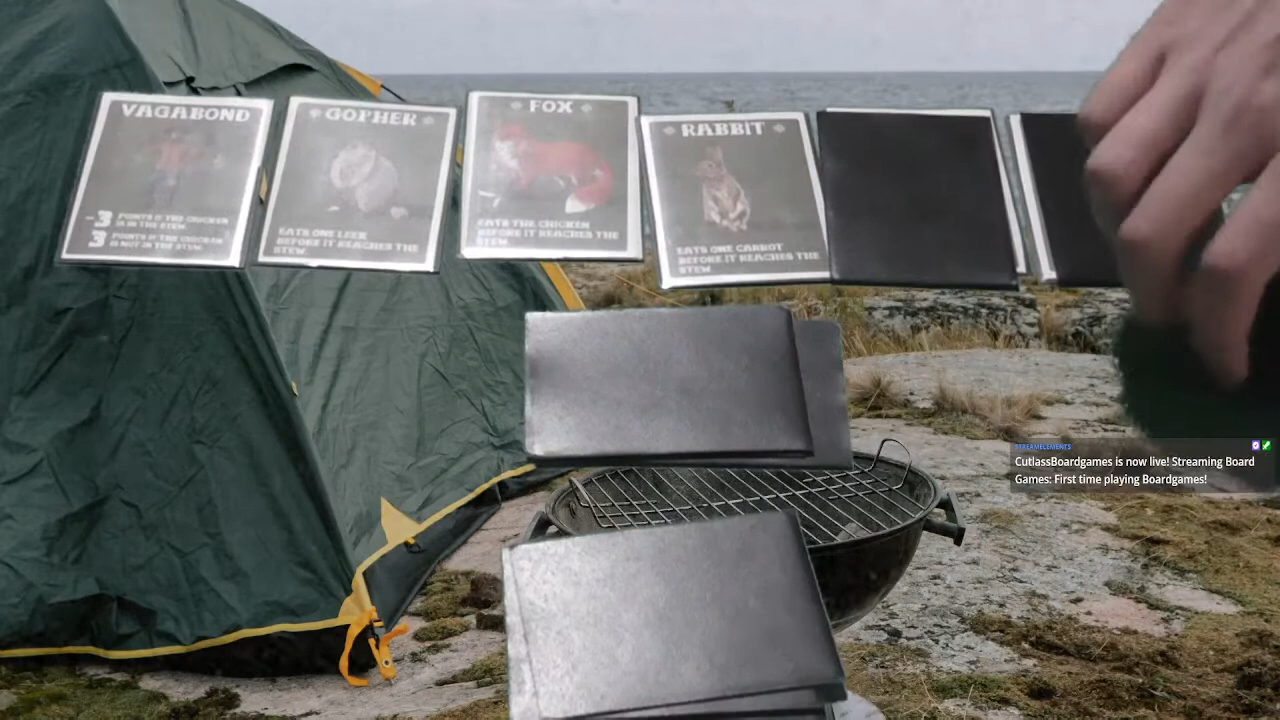 VAGABOND
-3 POINTS IF THE CHICKEN
IS IN THE STEW.
3 POINTS IF THE CHICKEN
IS NOT IN THE STEW.
GOPHER
EATS ONE LEEK
BEFORE IT REACHES THE
STEW
FOX
EATS THE CHICKEN
BEFORE IT REACHES THE
STEW
RABBIT
EATS ONE CARROT
BEFORE IT REACHES THE
STEW
STREAMELEMENTS
CutlassBoardgames is now live! Streaming Board
Games: First time playing Boardgames!